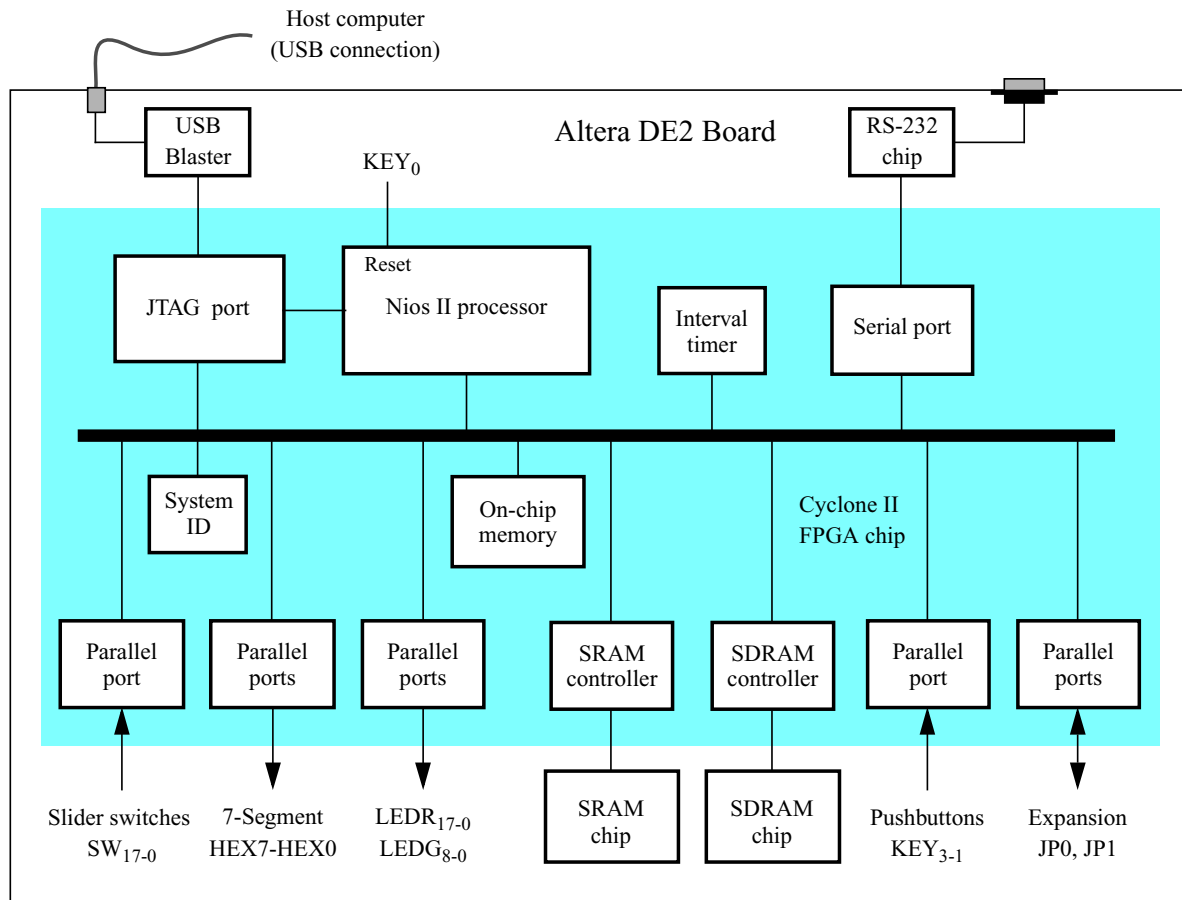 Host computer
(USB connection)
USB
Blaster
Altera DE2 Board
RS-232
chip
KEY0
Reset
JTAG port
Nios II processor
Interval
timer
Serial port
System
ID
On-chip
memory
Cyclone II
FPGA chip
Parallel
port
Parallel
ports
Parallel
ports
SRAM
controller
SDRAM
controller
Parallel
port
Parallel
ports
Slider switches
SW17-0
7-Segment
HEX7-HEX0
LEDR17-0
LEDG8-0
SRAM
chip
SDRAM
chip
Pushbuttons
KEY3-1
Expansion
JP0, JP1